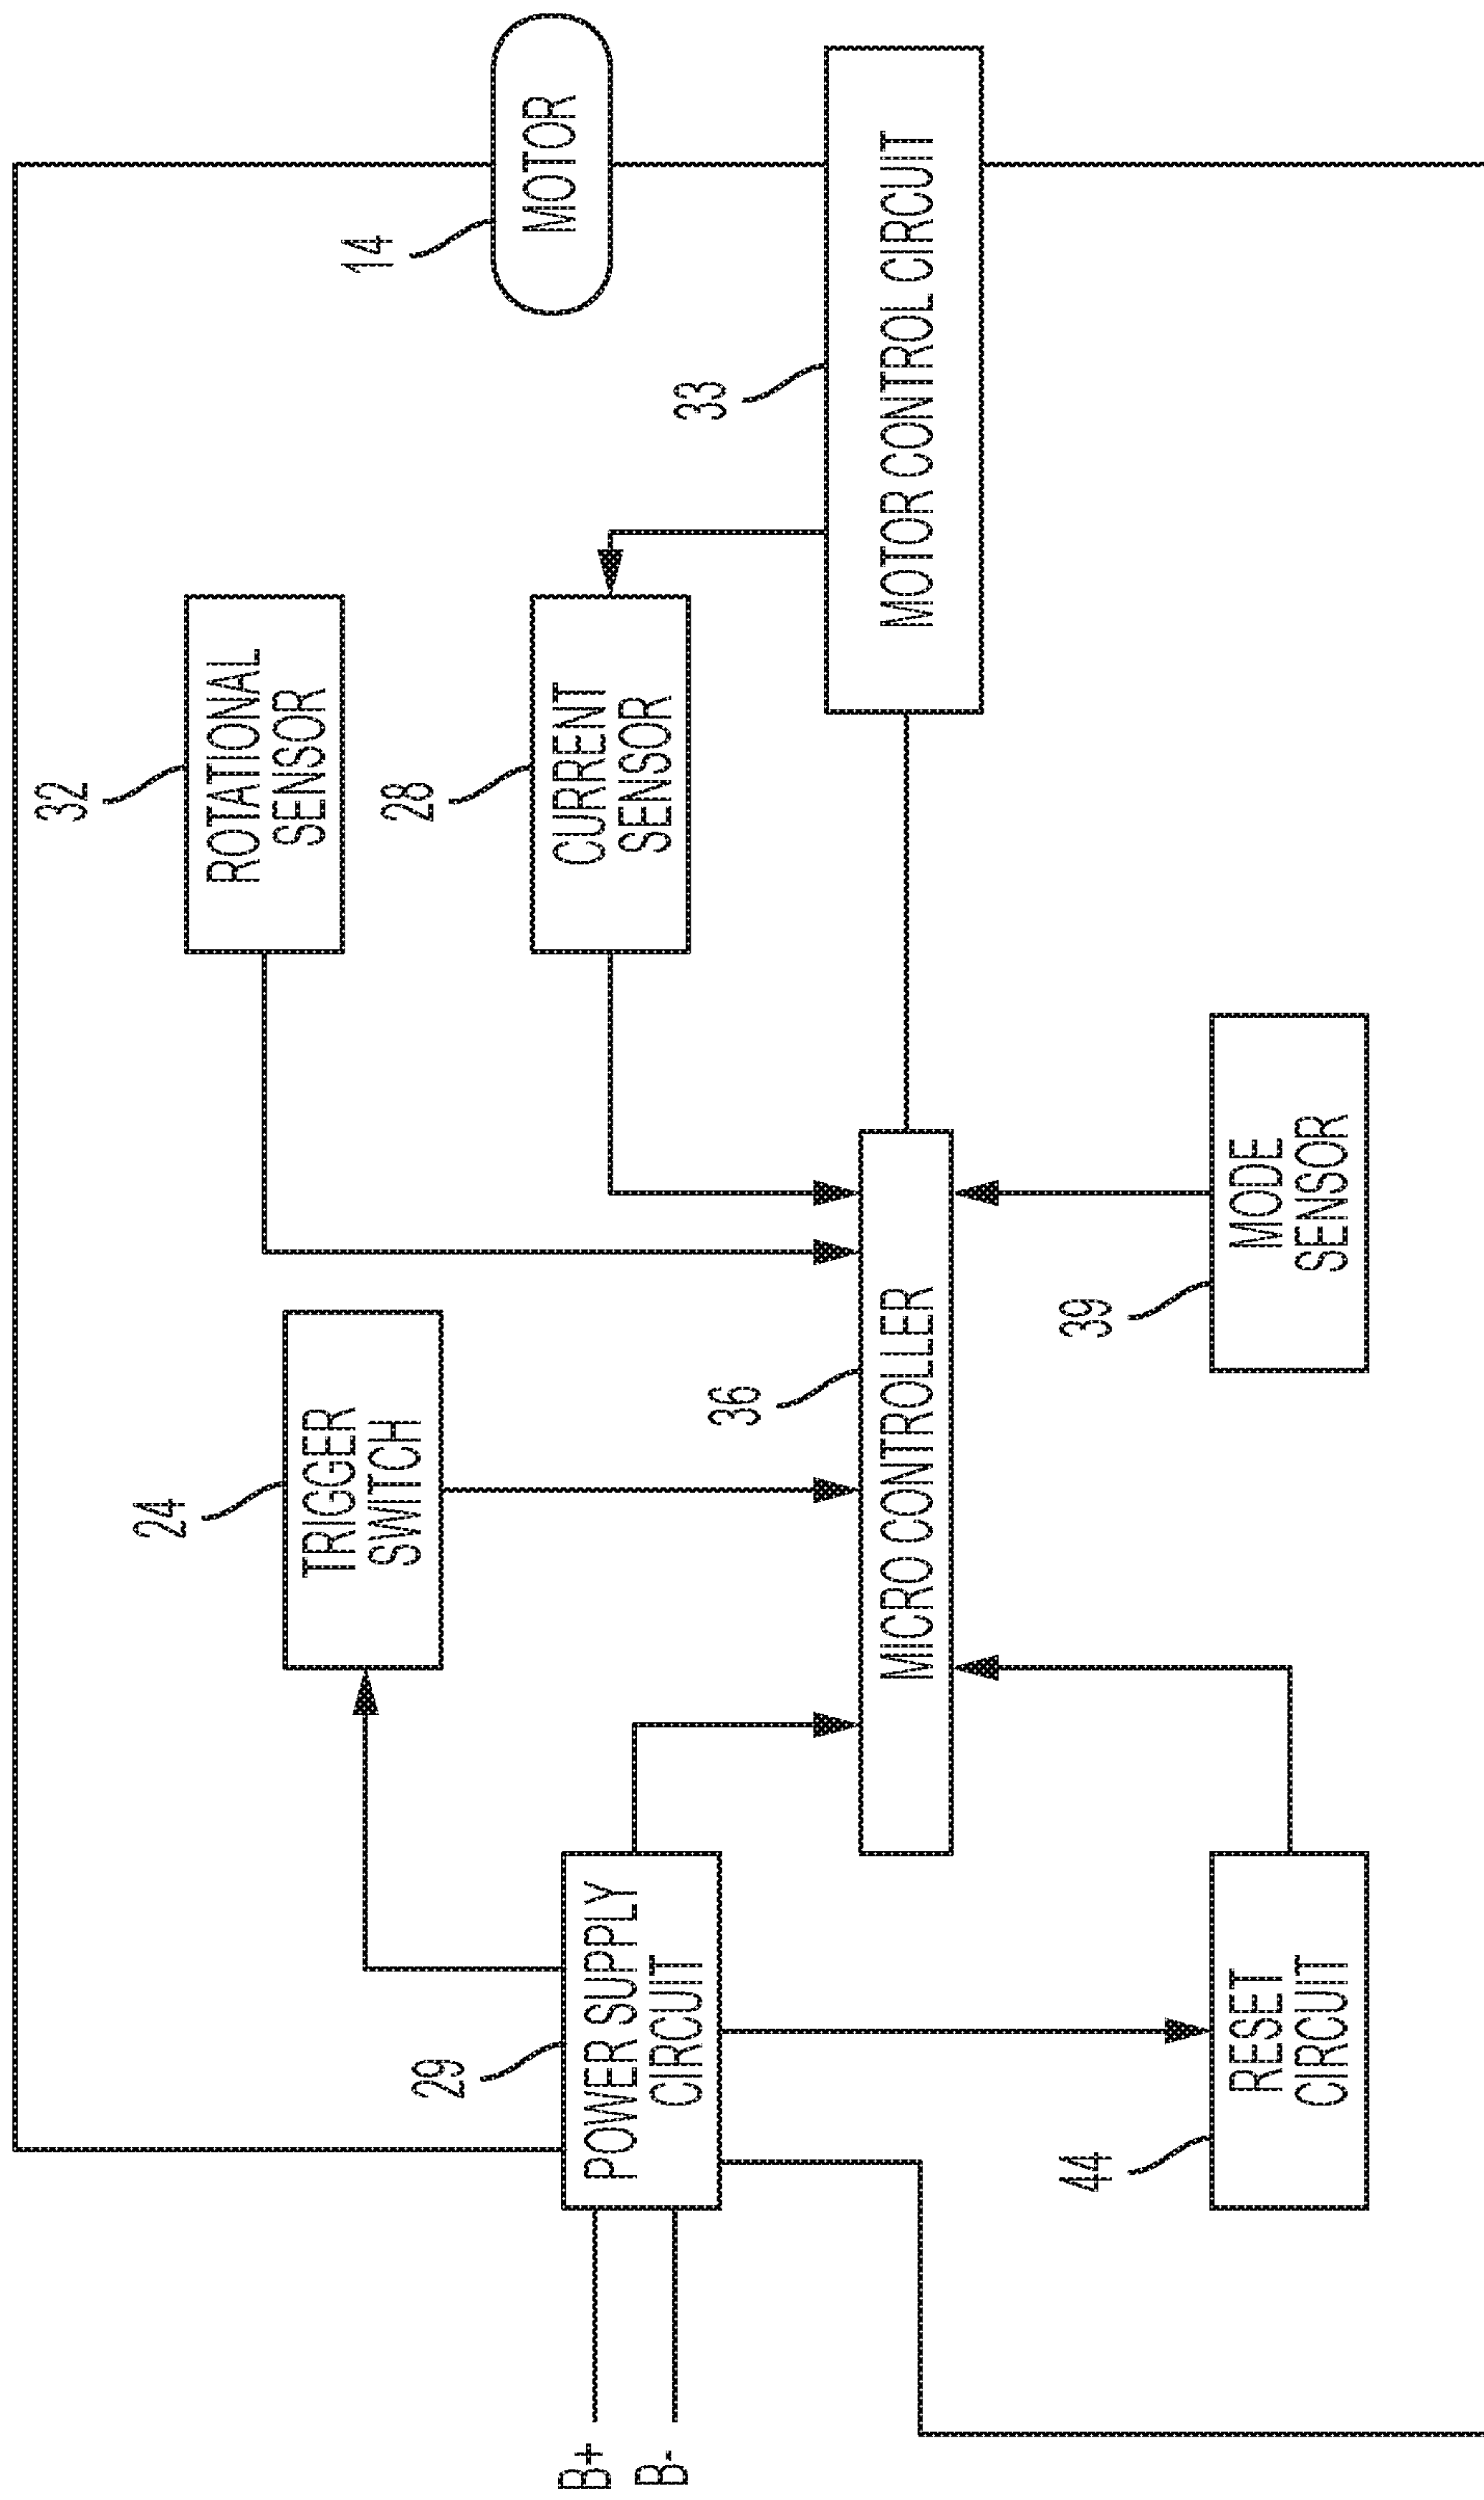 32
ROTATIONAL
SENSOR
14
MOTOR
24
TRIGGER
SWITCH
28
CURRENT
SENSOR
B+
B-
29
POWER SUPPLY
CIRCUIT
33
MOTOR CONTROL CIRCUIT
36
MICRO CONTROLLER
44
RESET
CIRCUIT
39
MODE
SENSOR